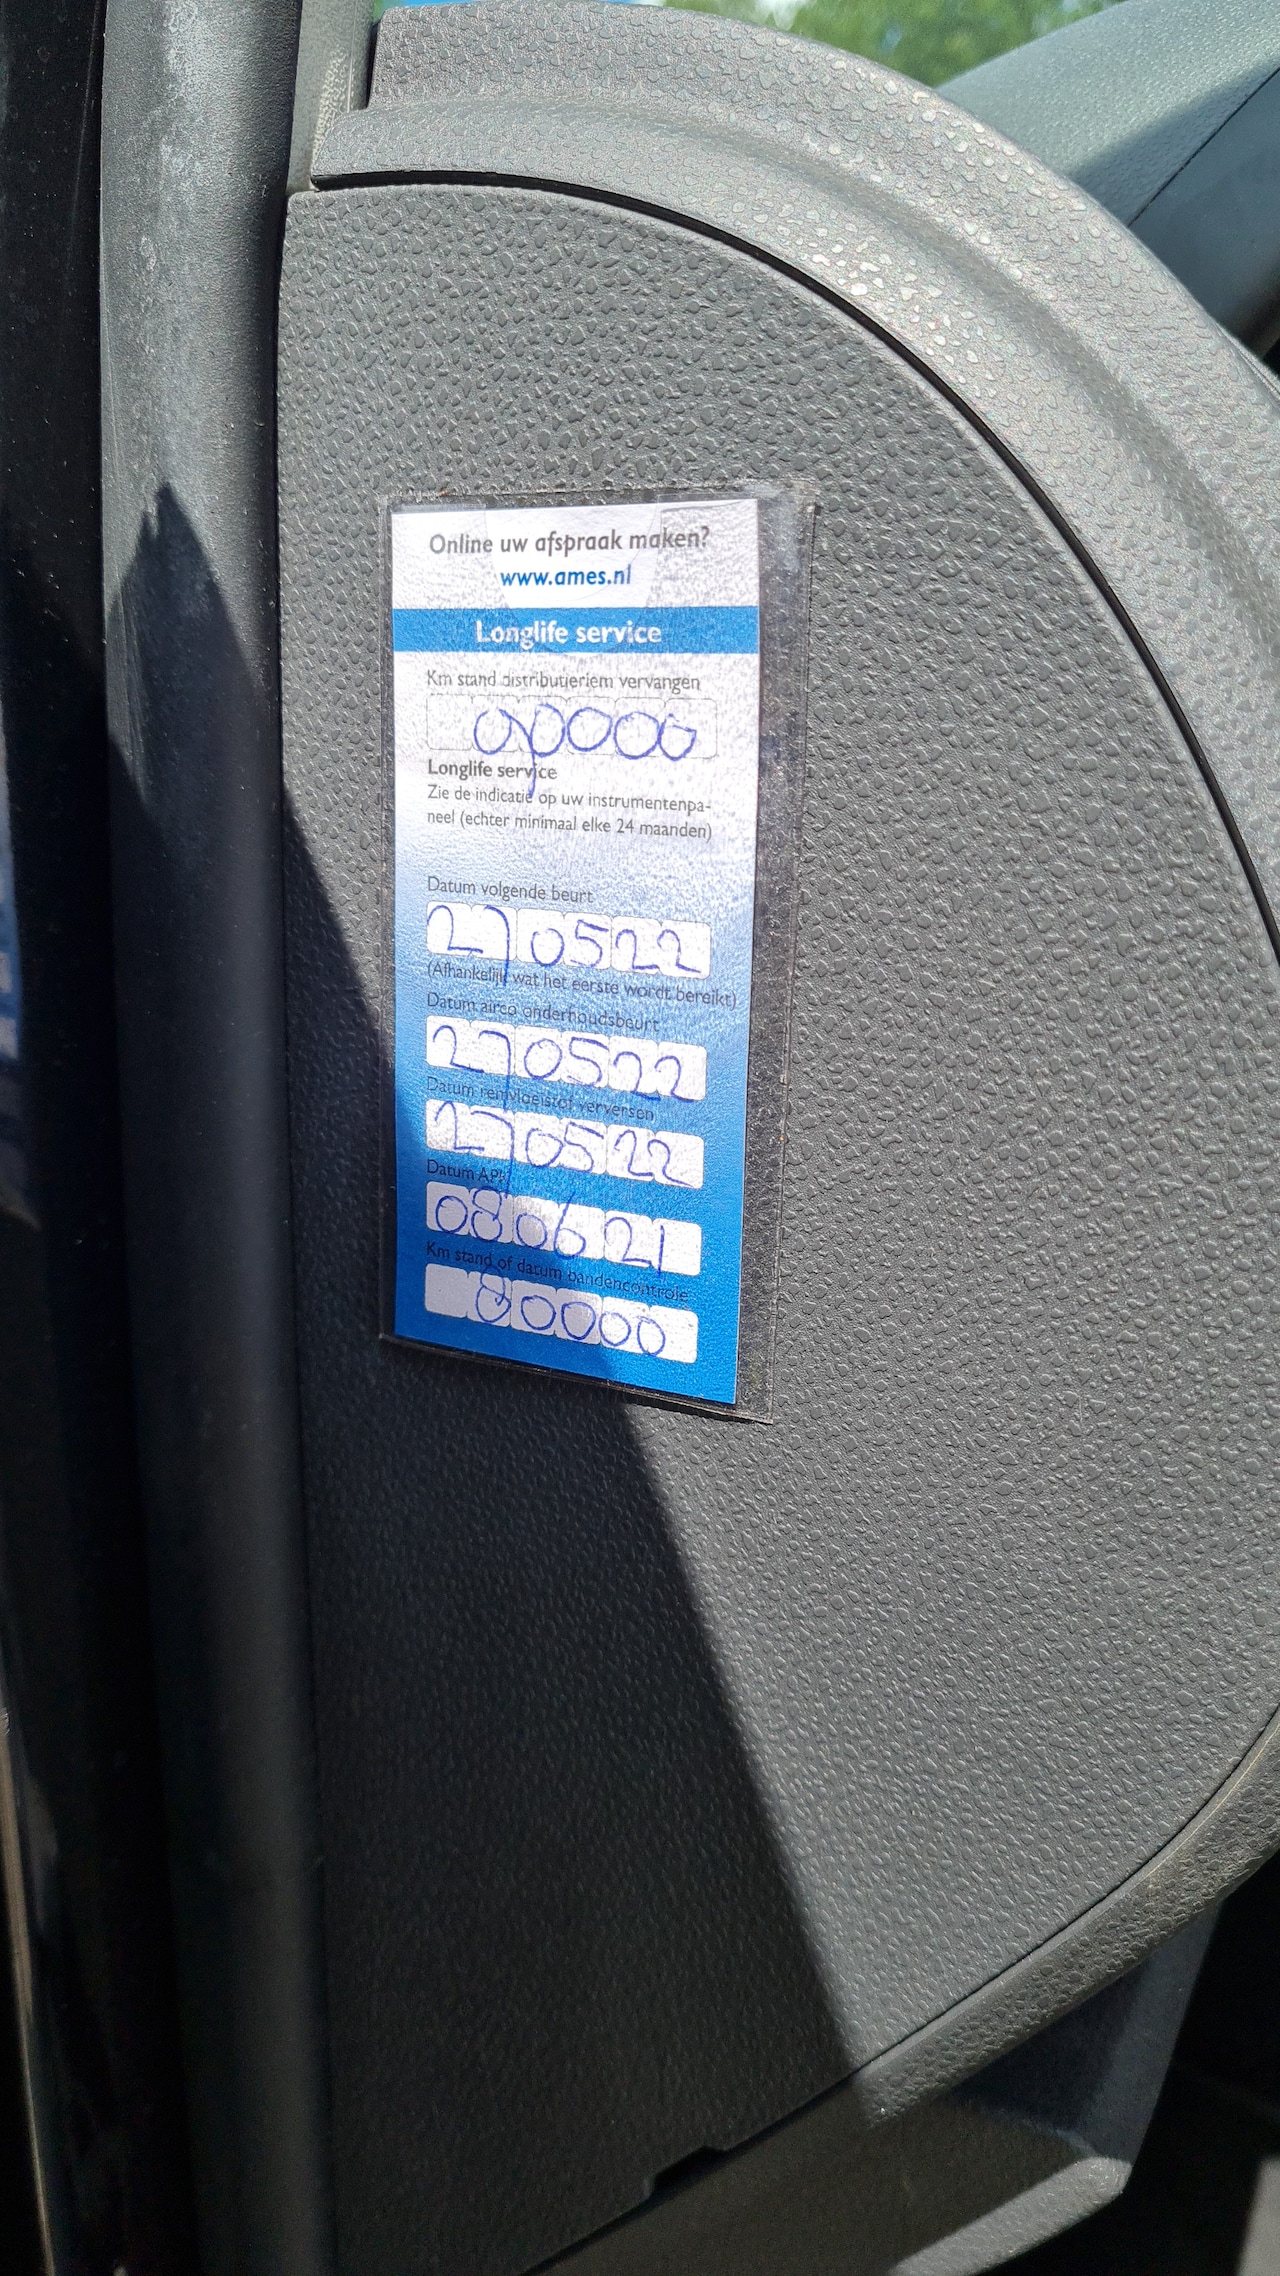 Online uw afspraak maken?
www.ames.nl
Longlife service
Km stand distributieriem vervangen
90000
Longlife service
Zie de indicatie op uw instrumentenpa-
neel (echter minimaal elke 24 maanden)
Datum volgende beurt
270522
(Afhankelijk wat het eerste wordt bereikt)
Datum airco onderhoudsbeurt
270522
Datum remvloeistof verversen
270522
Datum APK
080621
Km stand of datum bandencontrole
80000